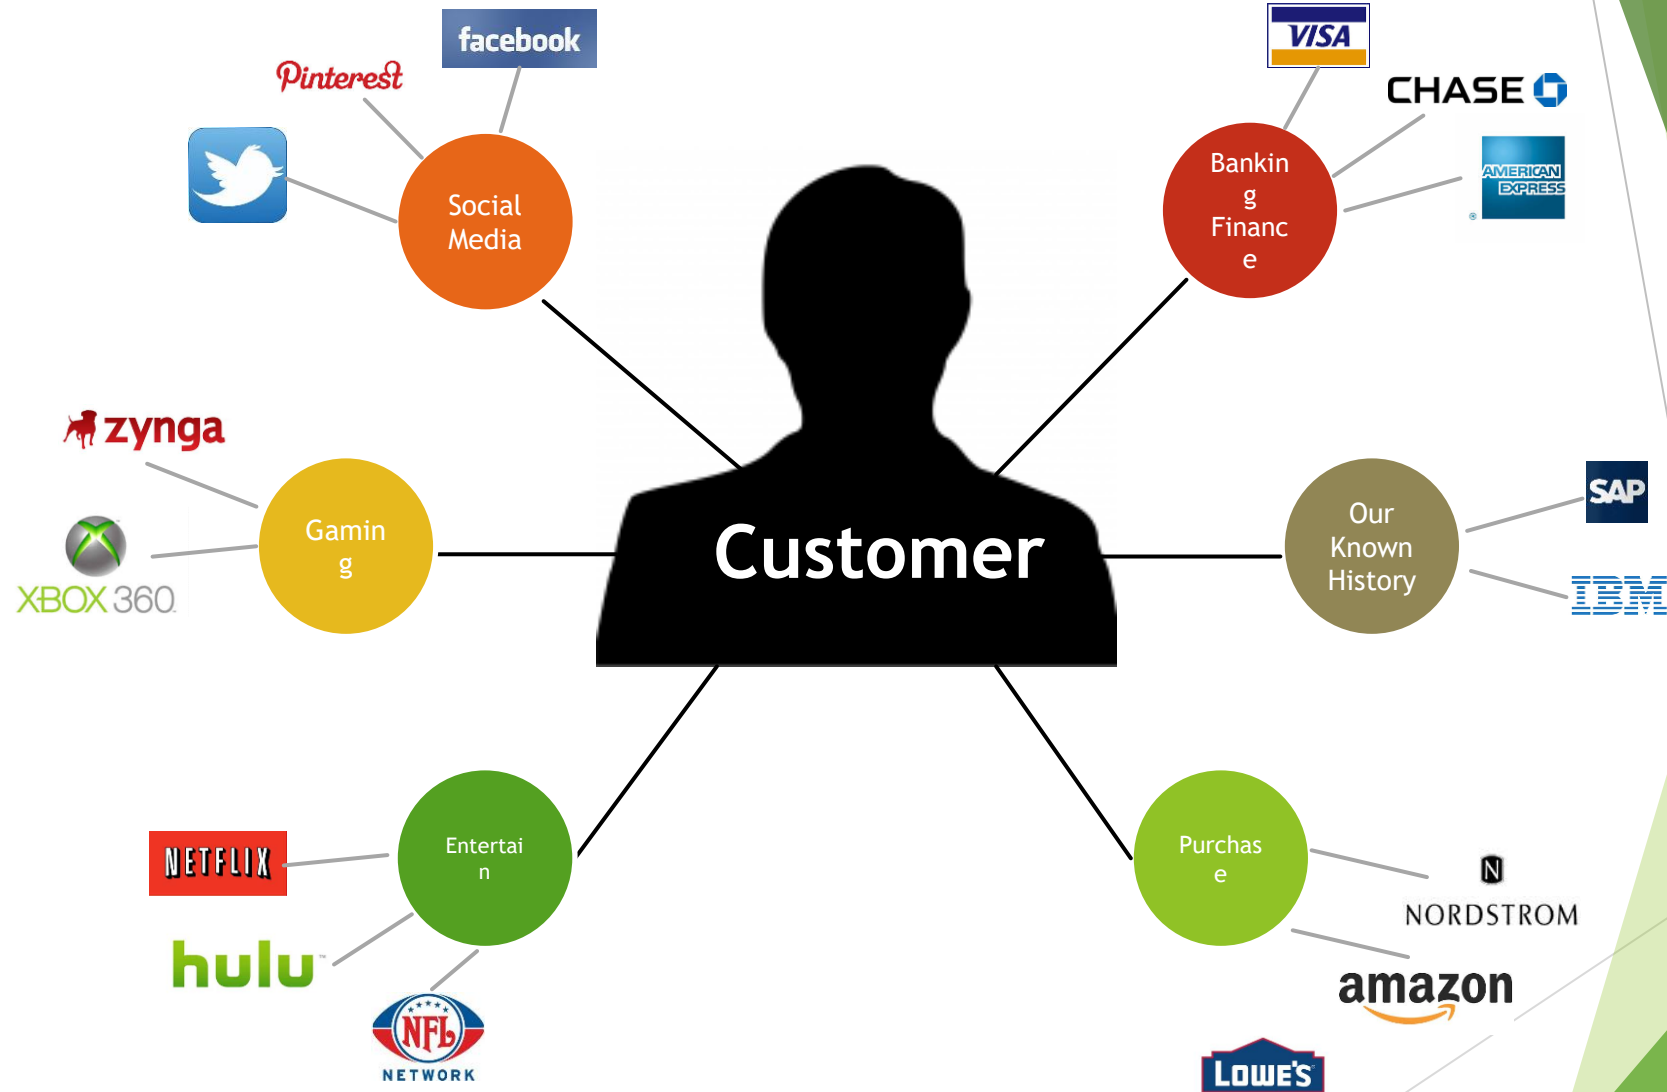 facebook
Pinterest
Social
Media
VISA
CHASE
AMERICAN
EXPRESS
®
Bankin
g
Financ
e
zynga
XBOX 360
Gamin
g
Customer
Our
Known
History
SAP
IBM
NETFLIX
hulu™
NFL
NETWORK
Entertai
n
Purchas
e
N
NORDSTROM
amazon
LOWE'S